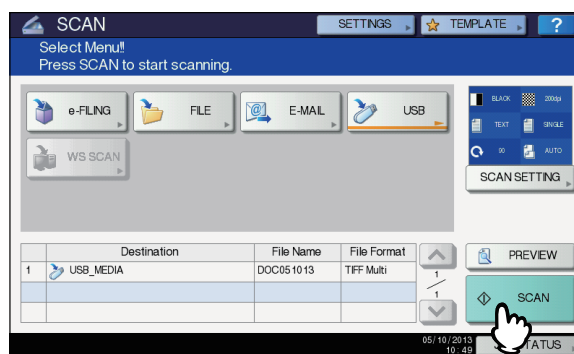 SCAN
SETTINGS
TEMPLATE
?
Select Menu!!
Press SCAN to start scanning.
e-FILING
FILE
E-MAIL
USB
WS SCAN
BLACK
200dpi
TEXT
SINGLE
AUTO
SCAN SETTING
Destination File Name File Format
1 USB_MEDIA DOC051013 TIFF Multi
1
1
PREVIEW
SCAN
05/10/2013
10:49